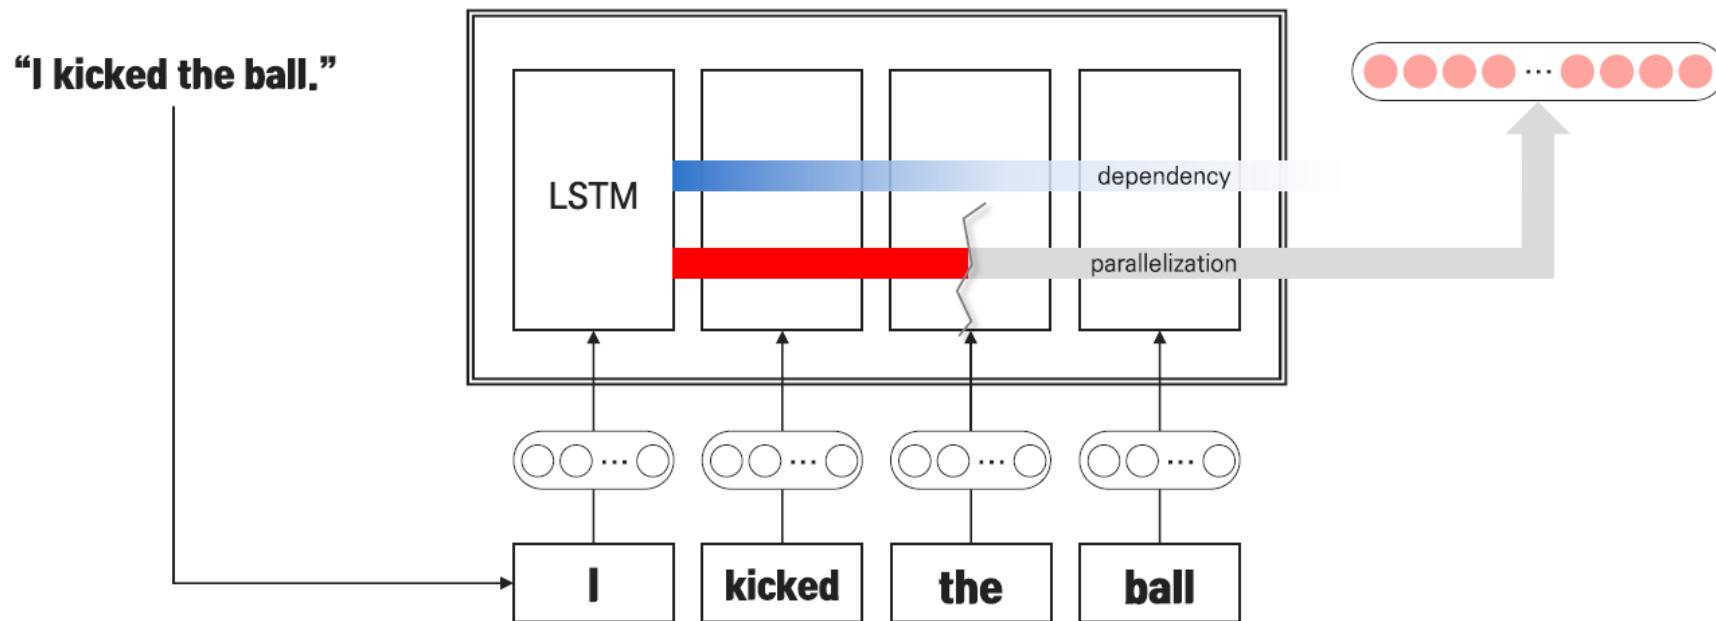 “I kicked the ball.”
LSTM
dependency
parallelization
...
... ... ... ...
I kicked the ball